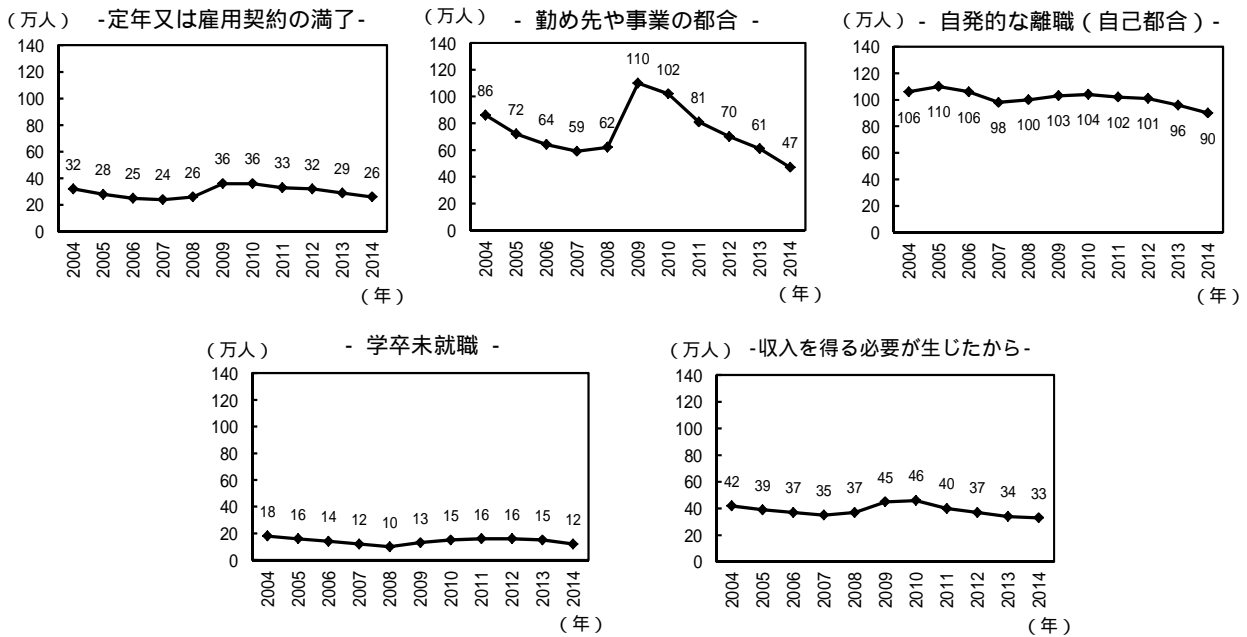 （万人） -定年又は雇用契約の満了-
140
120
100
80
60
40
20
0
32 28 25 24 26 36 36 33 32 29 26
2004 2005 2006 2007 2008 2009 2010 2011 2012 2013 2014
（年）
（万人） - 勤め先や事業の都合 -
140
120
100
80
60
40
20
0
86 72 64 59 62 110 102 81 70 61 47
2004 2005 2006 2007 2008 2009 2010 2011 2012 2013 2014
（年）
（万人） - 自発的な離職（自己都合）-
140
120
100
80
60
40
20
0
106 110 106 98 100 103 104 102 101 96 90
2004 2005 2006 2007 2008 2009 2010 2011 2012 2013 2014
（年）
（万人） - 学卒未就職 -
140
120
100
80
60
40
20
0
18 16 14 12 10 13 15 16 16 15 12
2004 2005 2006 2007 2008 2009 2010 2011 2012 2013 2014
（年）
（万人） -収入を得る必要が生じたから-
140
120
100
80
60
40
20
0
42 39 37 35 37 45 46 40 37 34 33
2004 2005 2006 2007 2008 2009 2010 2011 2012 2013 2014
（年）